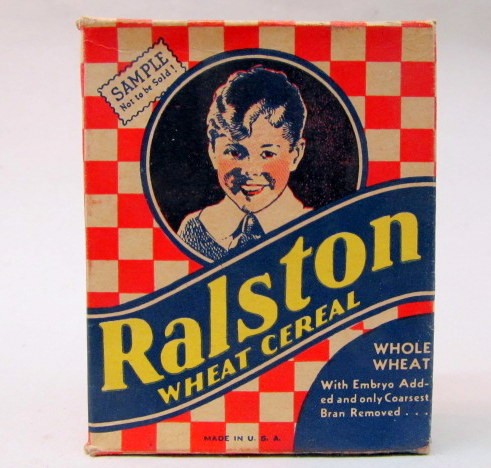 SAMPLE
Not to be Sold!
Ralston
WHEAT CEREAL
WHOLE
WHEAT
With Embryo Add-
ed and only Coarsest
Bran Removed . . .
MADE IN U. S. A.